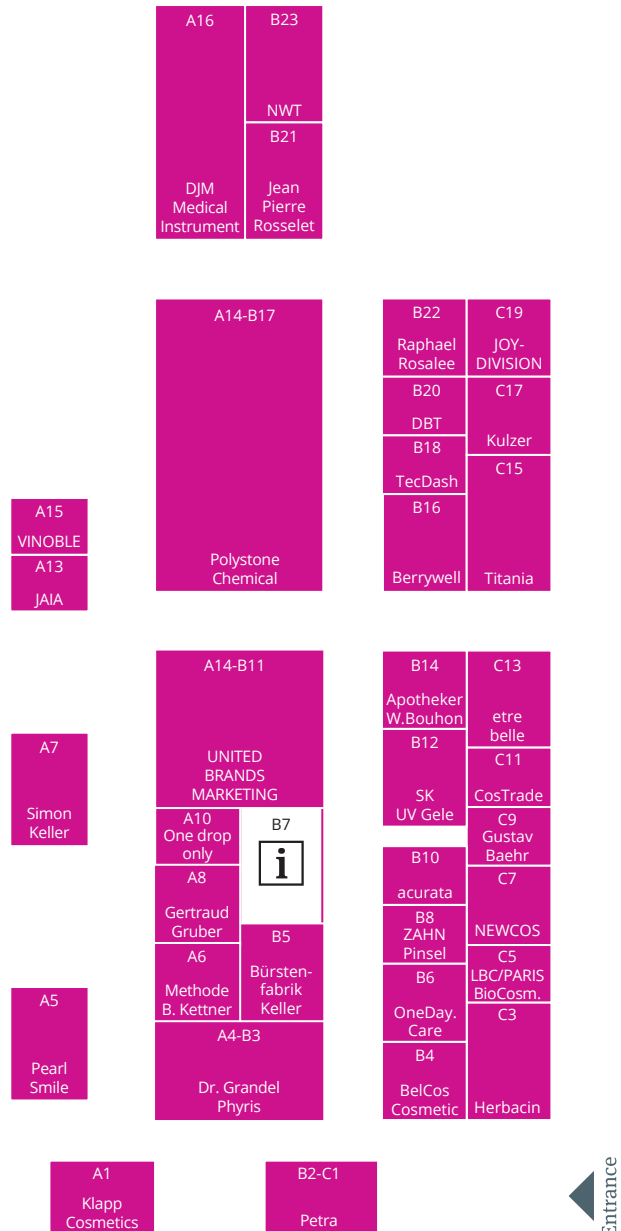 A16
DJM
Medical
Instrument
B23
NWT
B21
Jean
Pierre
Rosselet
A14-B17
Polystone
Chemical
B22
Raphael
Rosalee
C19
JOY-
DIVISION
B20
DBT
C17
Kulzer
B18
TecDash
C15
Titania
B16
Berrywell
A15
VINOBLE
A13
JAIA
A14-B11
UNITED
BRANDS
MARKETING
B14
Apotheker
W.Bouhon
C13
etre
belle
A7
Simon
Keller
B12
SK
UV Gele
C11
CosTrade
A10
One drop
only
B7
i
C9
Gustav
Baehr
B10
acurata
A8
Gertraud
Gruber
C7
NEWCOS
B8
ZAHN
Pinsel
B5
Bürsten-
fabrik
Keller
A6
Methode
B. Kettner
C5
LBC/PARIS
BioComs.
B6
OneDay.
Care
A5
Pearl
Smile
C3
Herbacin
A4-B3
Dr. Grandel
Phyris
B4
BelCos
Cosmetic
A1
Klapp
Cosmetics
B2-C1
Petra
Entrance